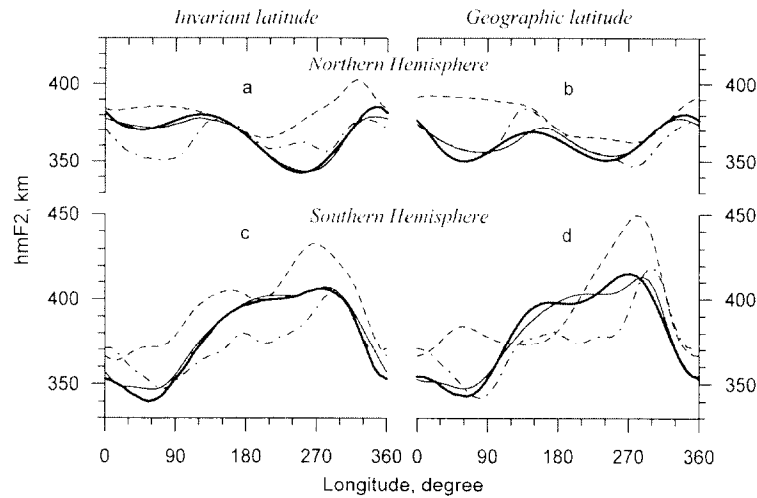 Invariant latitude Geographic latitude
Northern Hemisphere
a b
400 400
350 350
hmF2, km
450 450
Southern Hemisphere
c d
400 400
350 350
0 90 180 270 360 0 90 180 270 360
Longitude, degree